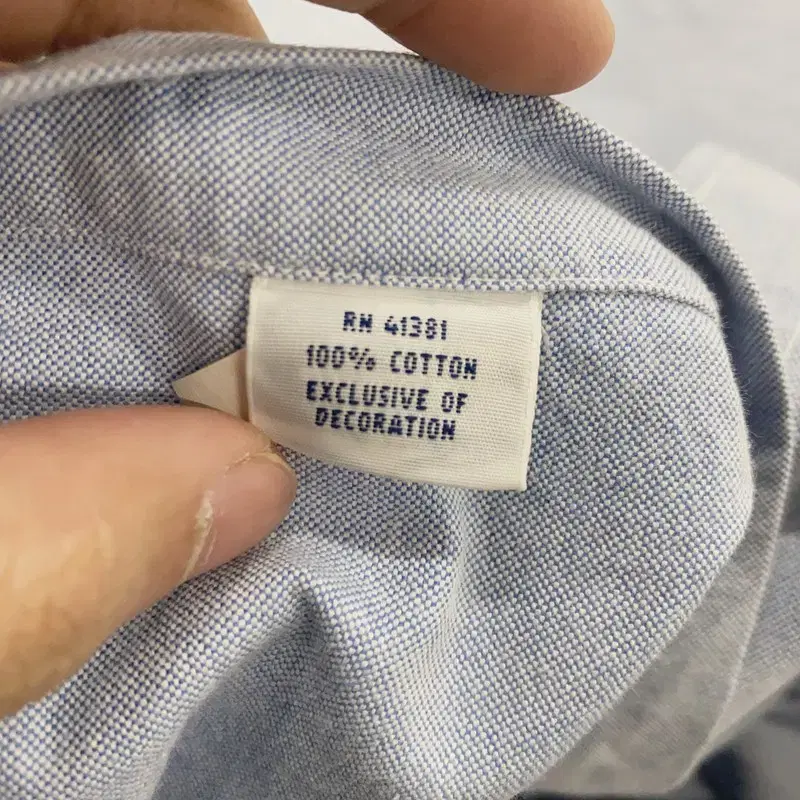 RN 41381
100% COTTON
EXCLUSIVE OF
DECORATION